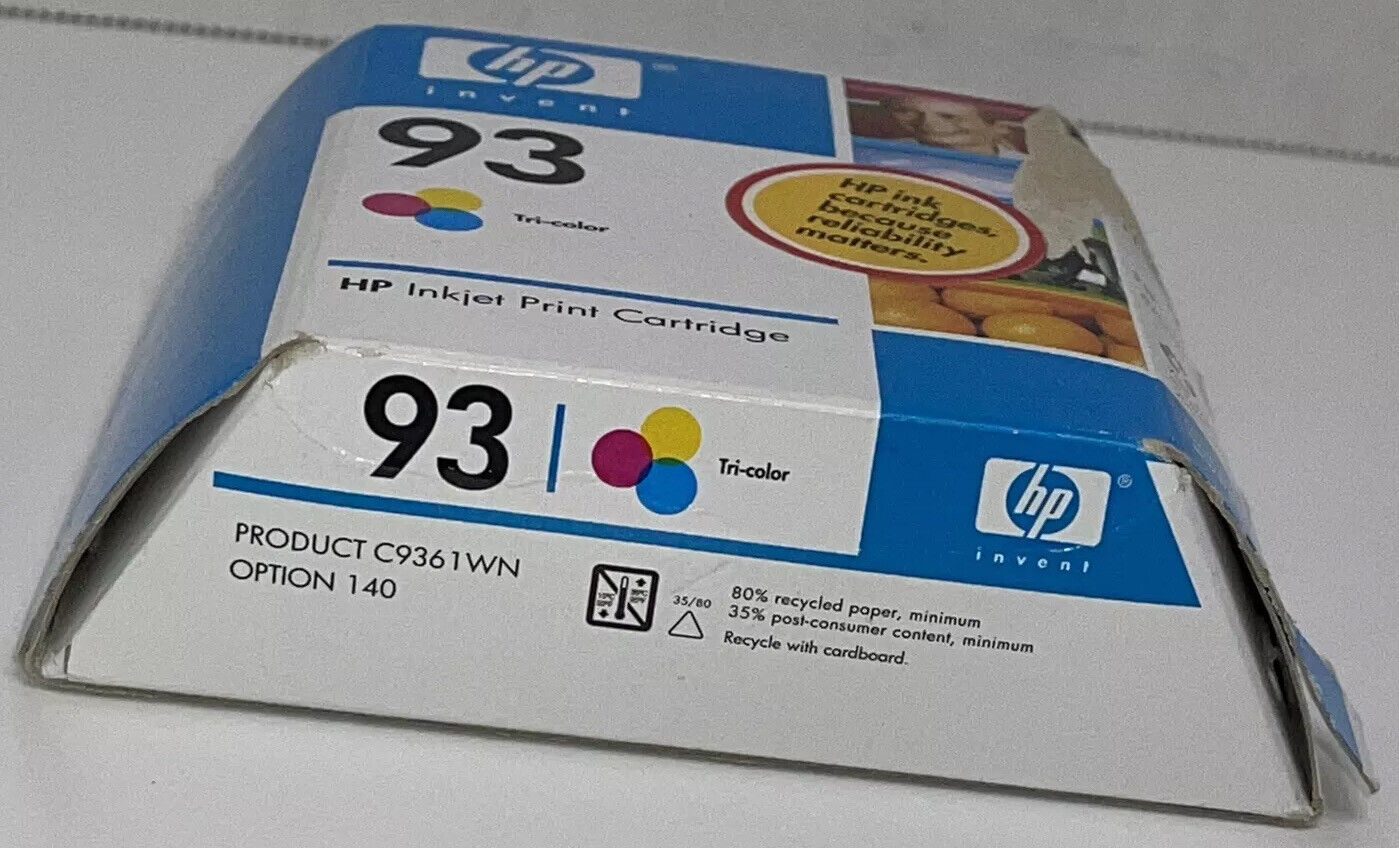 hp
invent
93
Tri-color
HP ink
cartridges,
because
reliability
matters.
HP Inkjet Print Cartridge
93
Tri-color
hp ®
invent
PRODUCT C9361WN
OPTION 140
35/80
80% recycled paper, minimum
35% post-consumer content, minimum
Recycle with cardboard.